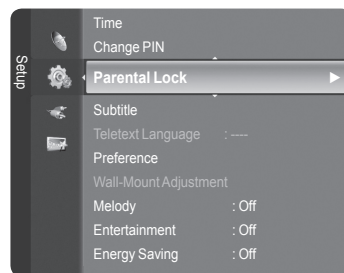 Setup
Time
Change PIN
Parental Lock
Subtitle
Teletext Language : ----
Preference
Wall-Mount Adjustment
Melody : Off
Entertainment : Off
Energy Saving : Off